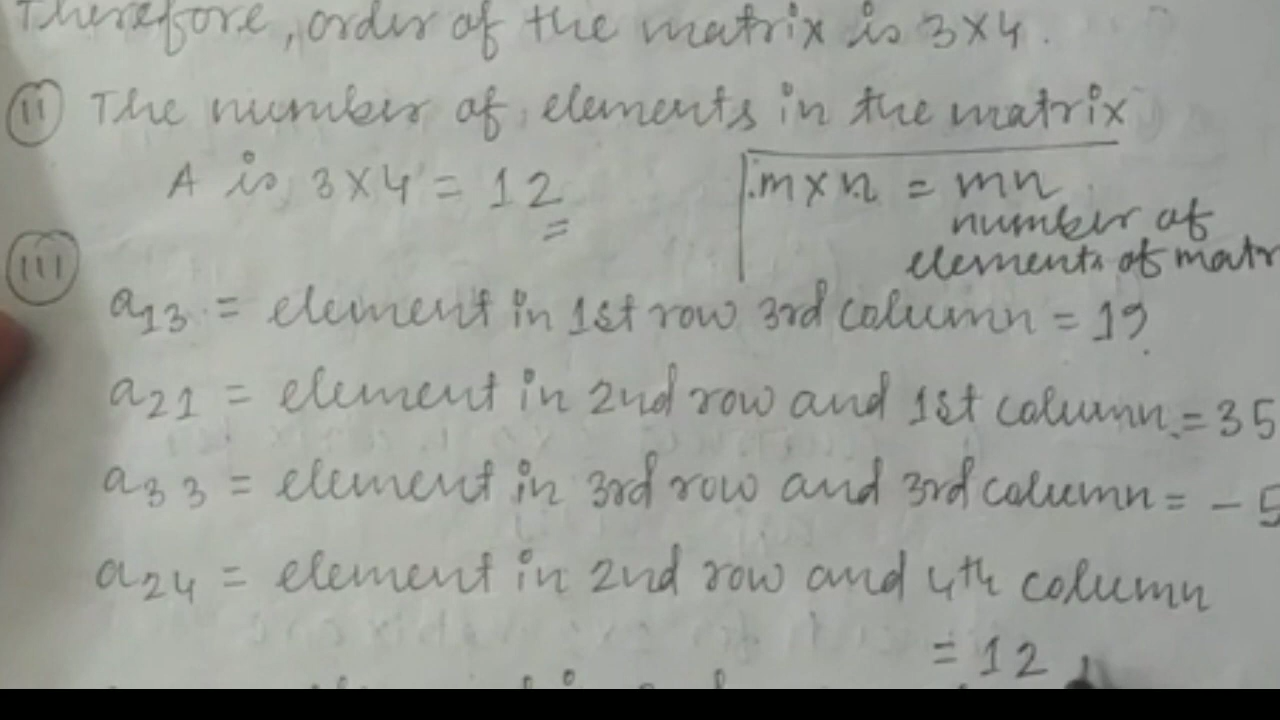 Therefore, order of the matrix is 3×4.
(ii) The number of elements in the matrix
A is 3×4 = 12
m×n = mn
number of
elements of matr
(iii)
a13 = element in 1st row 3rd column = 19
a21 = element in 2nd row and 1st column = 35
a33 = element in 3rd row and 3rd column = -5
a24 = element in 2nd row and 4th column
= 12